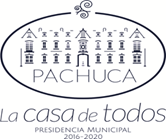 PACHUCA
La casa de todos
PRESIDENCIA MUNICIPAL
2016-2020